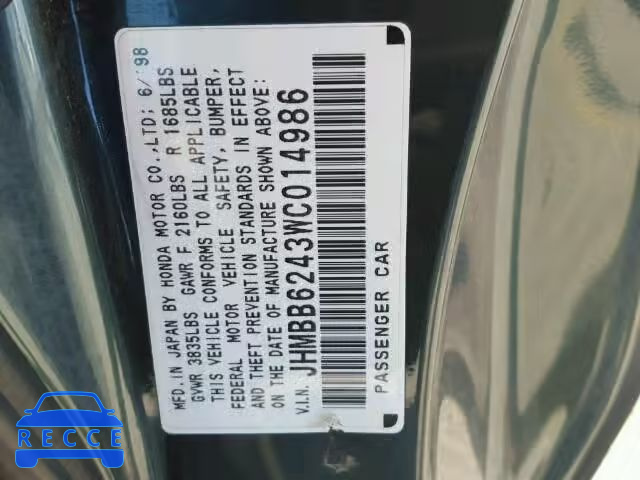 MFD.IN JAPAN BY HONDA MOTOR CO.,LTD; 6/ 98
GVWR 3835LBS GAWR F 2160LBS R 1685LBS
THIS VEHICLE CONFORMS TO ALL APPLICABLE
FEDERAL MOTOR VEHICLE SAFETY, BUMPER,
AND THEFT PREVENTION STANDARDS IN EFFECT
ON THE DATE OF MANUFACTURE SHOWN ABOVE:
V.I.N. JHMBB6243WC014986
PASSENGER CAR
RECCE